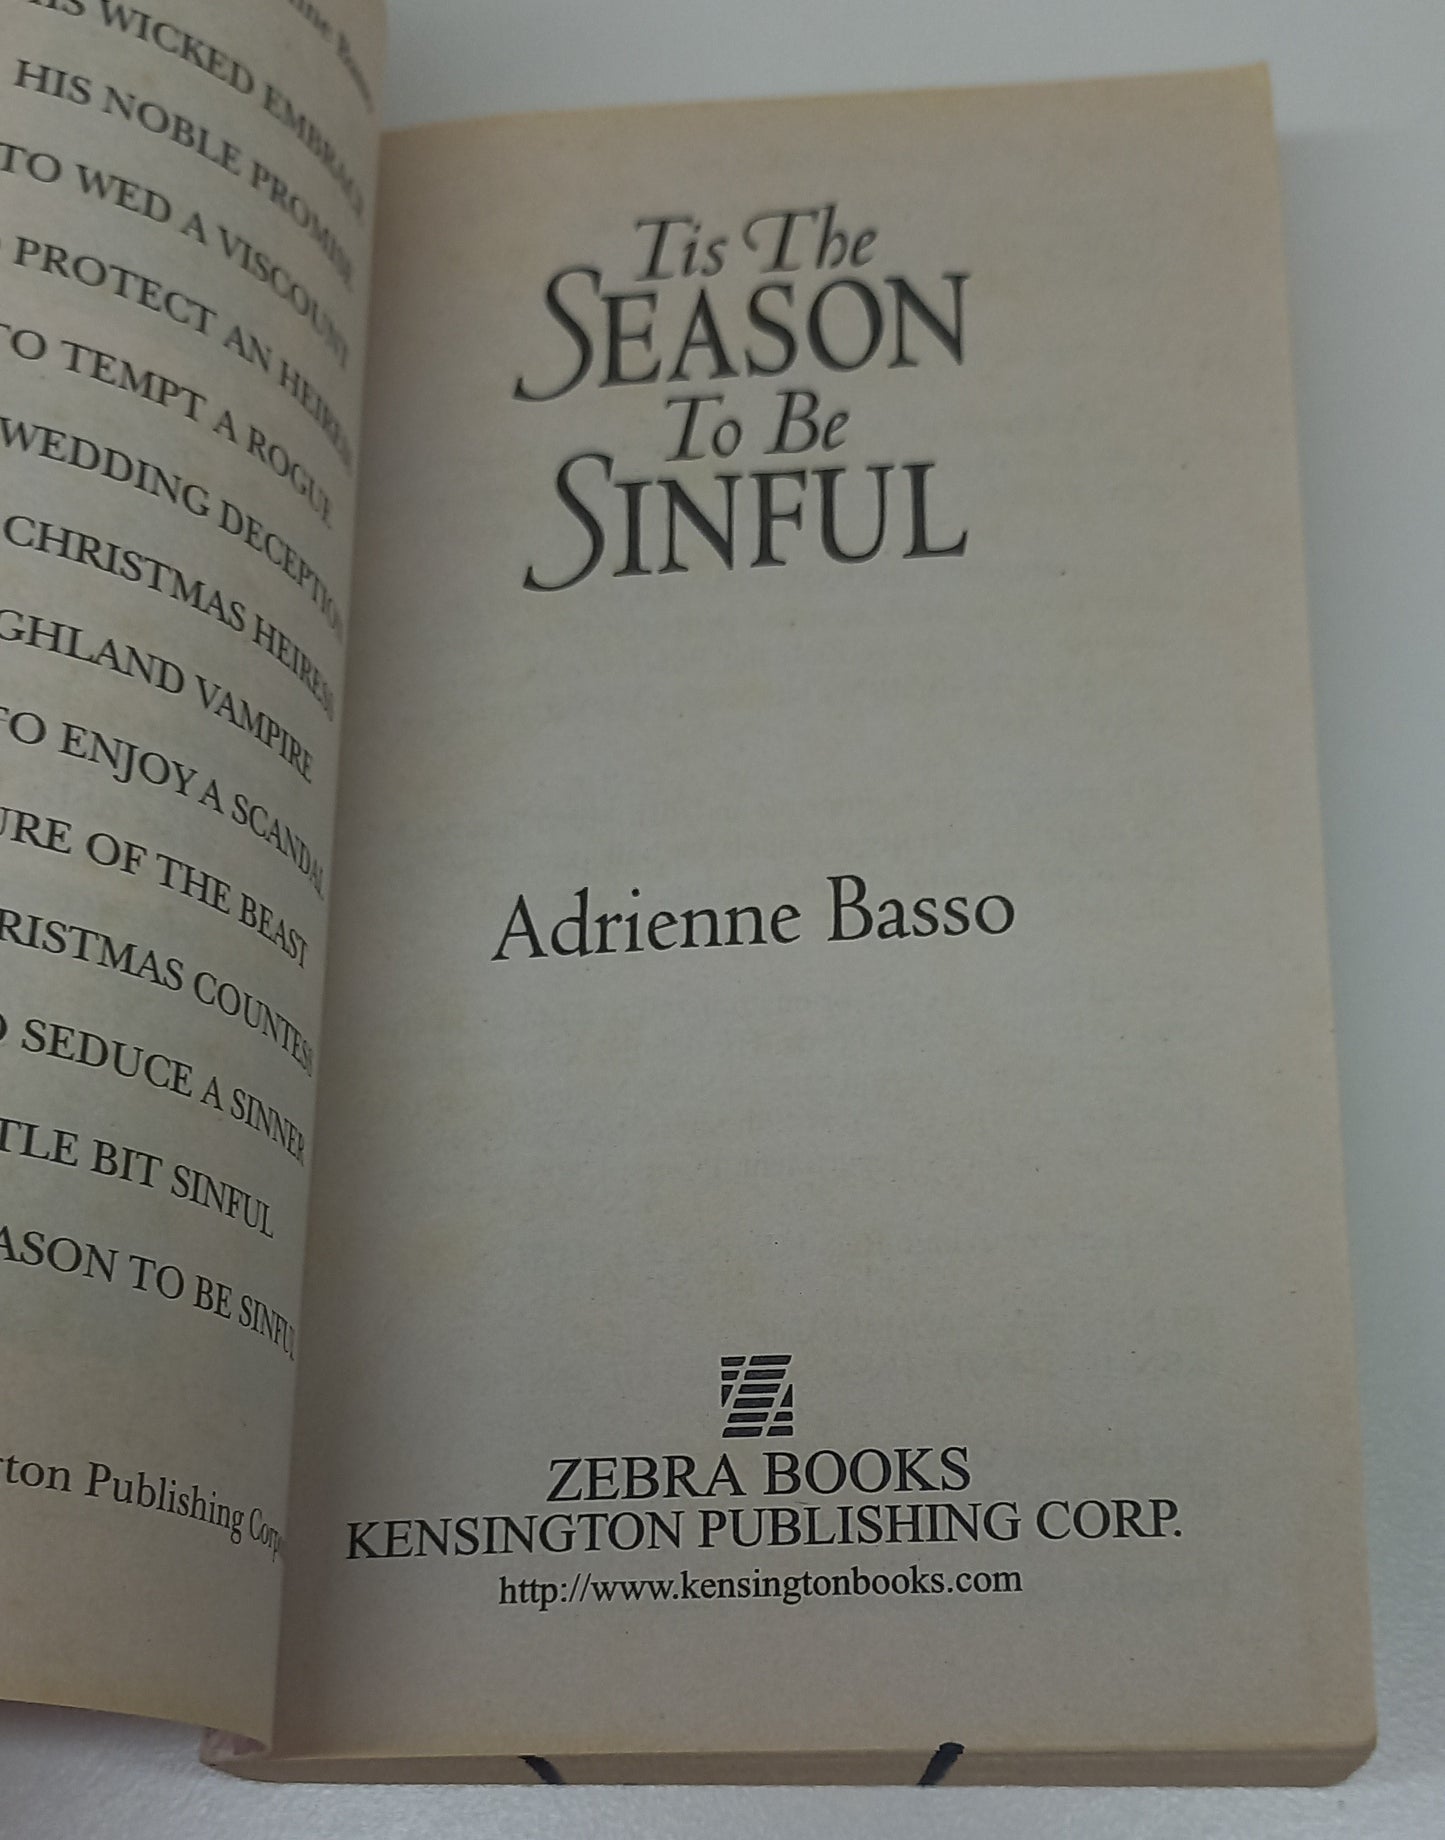 WICKED EMBRACE
HIS NOBLE PROMISE
TO WED A VISCOUNT
PROTECT AN HEIRESS
TO TEMPT A ROGUE
WEDDING DECEPTION
CHRISTMAS HEIRESS
GHLAND VAMPIRE
TO ENJOY A SCANDAL
URE OF THE BEAST
RISTMAS COUNTESS
SEDUCE A SINNER
TLE BIT SINFUL
ASON TO BE SINFUL
ton Publishing Corp
Tis The
SEASON
To Be
SINFUL
Adrienne Basso
ZEBRA BOOKS
KENSINGTON PUBLISHING CORP.
http://www.kensingtonbooks.com